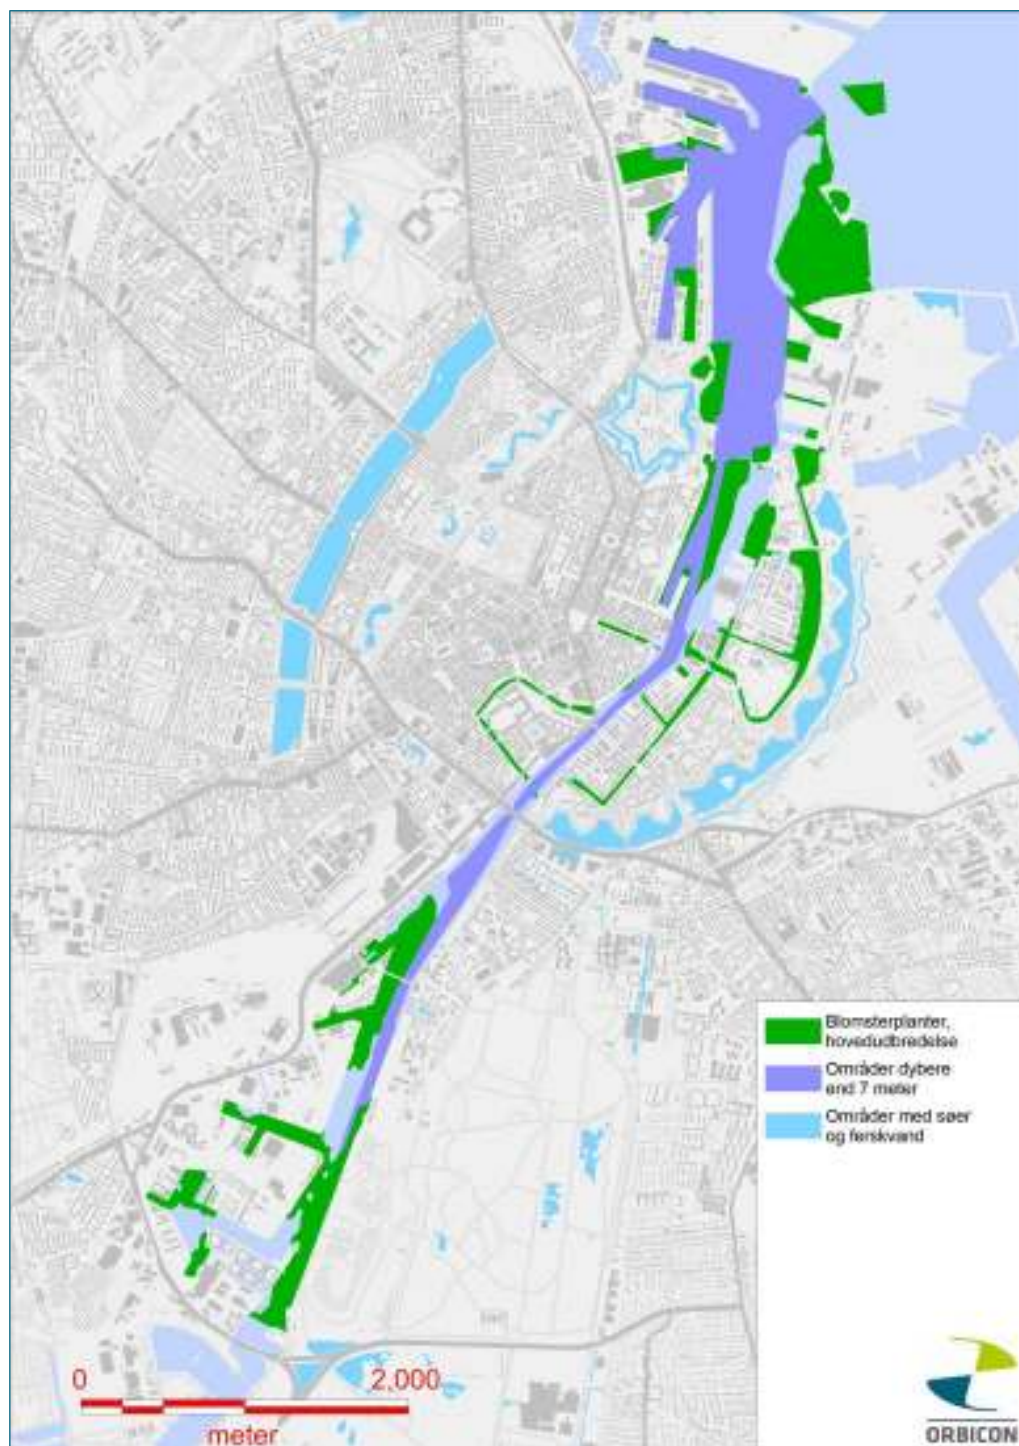 Blomsterplanter,
hovedudbredelse
Områder dybere
end 7 meter
Områder med søer
og ferskvand
0 2,000
meter
ORBICON